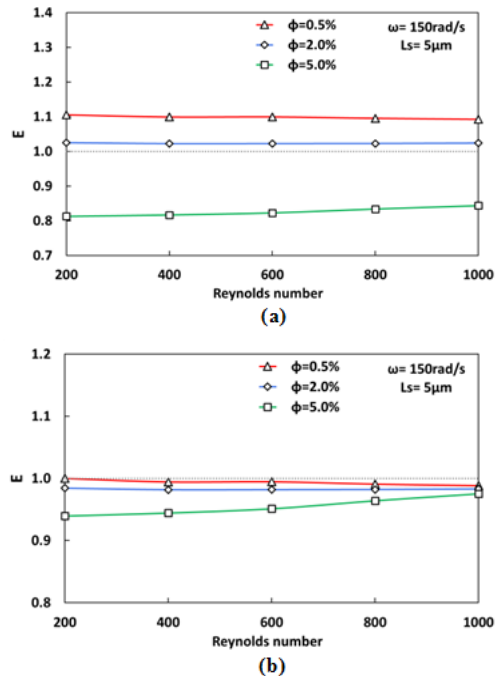 1.4
1.3
1.2
1.1
1.0
0.9
0.8
0.7
E
ϕ=0.5%
ϕ=2.0%
ϕ=5.0%
ω= 150rad/s
Ls= 5μm
200 400 600 800 1000
Reynolds number
(a)
1.2
1.1
1.0
0.9
0.8
E
ϕ=0.5%
ϕ=2.0%
ϕ=5.0%
ω= 150rad/s
Ls= 5μm
200 400 600 800 1000
Reynolds number
(b)